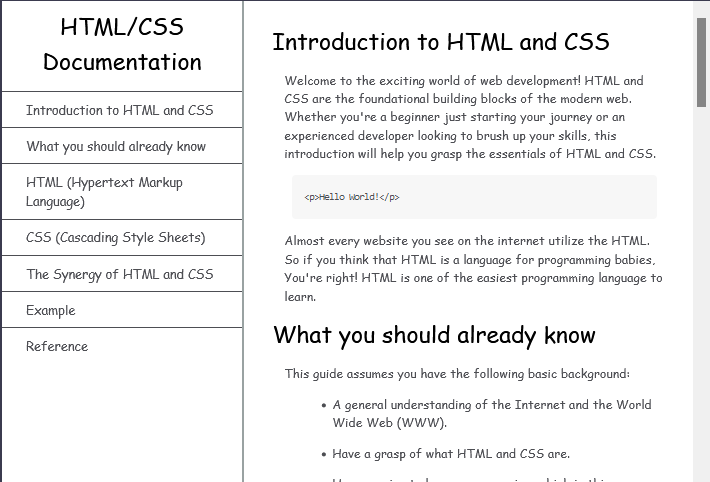 HTML/CSS
Documentation
Introduction to HTML and CSS
What you should already know
HTML (Hypertext Markup
Language)
CSS (Cascading Style Sheets)
The Synergy of HTML and CSS
Example
Reference
Introduction to HTML and CSS
Welcome to the exciting world of web development! HTML and
CSS are the foundational building blocks of the modern web.
Whether you're a beginner just starting your journey or an
experienced developer looking to brush up your skills, this
introduction will help you grasp the essentials of HTML and CSS.
<p>Hello World!</p>
Almost every website you see on the internet utilize the HTML.
So if you think that HTML is a language for programming babies,
You're right! HTML is one of the easiest programming language to
learn.
What you should already know
This guide assumes you have the following basic background:
• A general understanding of the Internet and the World
Wide Web (WWW).
• Have a grasp of what HTML and CSS are.